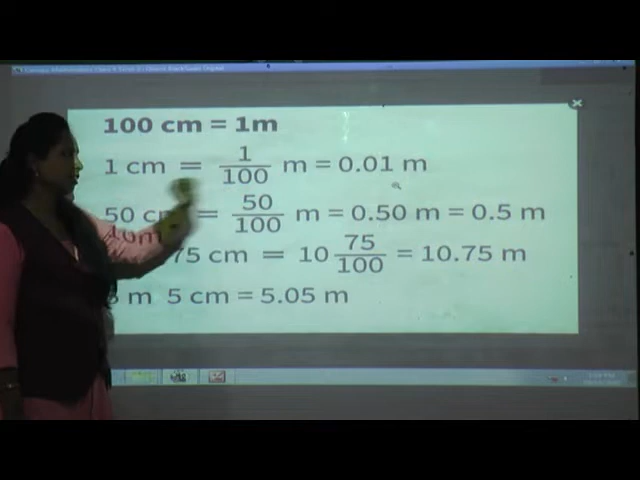 100 cm = 1m
1 cm = 1/100 m = 0.01 m
50 cm = 50/100 m = 0.50 m = 0.5 m
10m 75 cm = 10 75/100 = 10.75 m
m 5 cm = 5.05 m